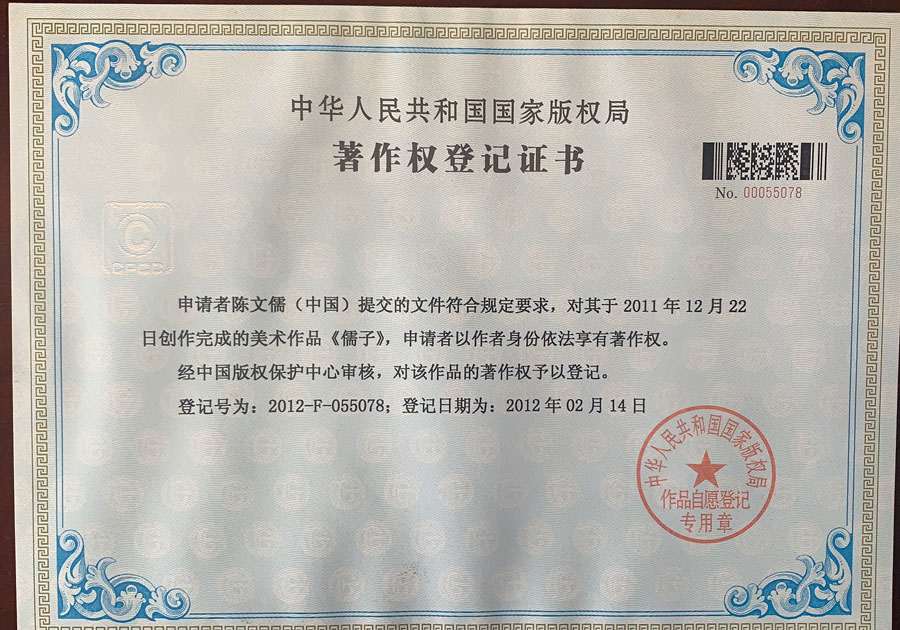 中华人民共和国国家版权局
著作权登记证书
No. 00055078
C
CPCC
申请者陈文儒（中国）提交的文件符合规定要求，对其于 2011 年 12 月 22
日创作完成的美术作品《儒子》，申请者以作者身份依法享有著作权。
经中国版权保护中心审核，对该作品的著作权予以登记。
登记号为：2012-F-055078；登记日期为：2012 年 02 月 14 日
中华人民共和国国家版权局
作品自愿登记
专用章